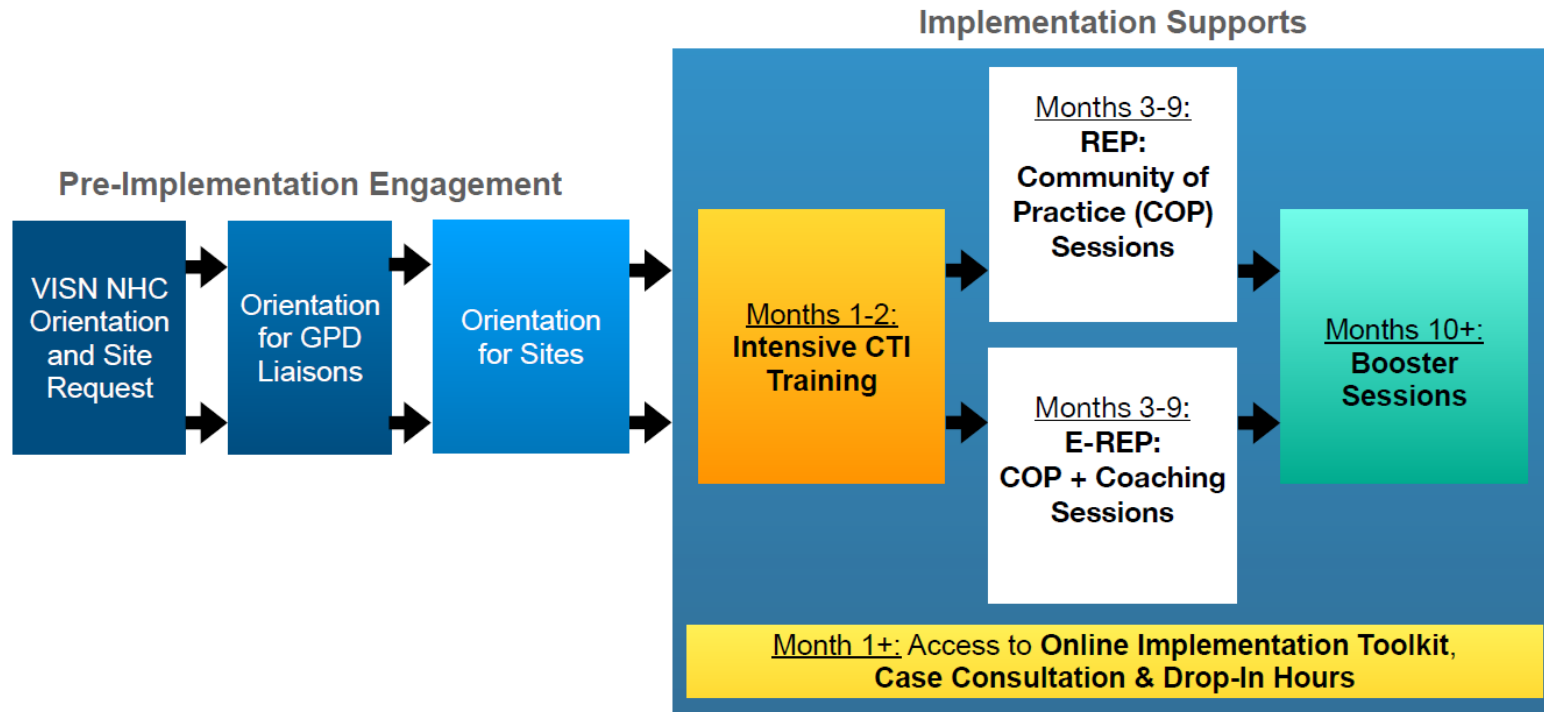 Implementation Supports
Pre-Implementation Engagement
VISN NHC
Orientation
and Site
Request
Orientation
for GPD
Liaisons
Orientation
for Sites
Months 1-2:
Intensive CTI
Training
Months 3-9:
REP:
Community of
Practice (COP)
Sessions
Months 3-9:
E-REP:
COP + Coaching
Sessions
Months 10+:
Booster
Sessions
Month 1+: Access to Online Implementation Toolkit,
Case Consultation & Drop-In Hours